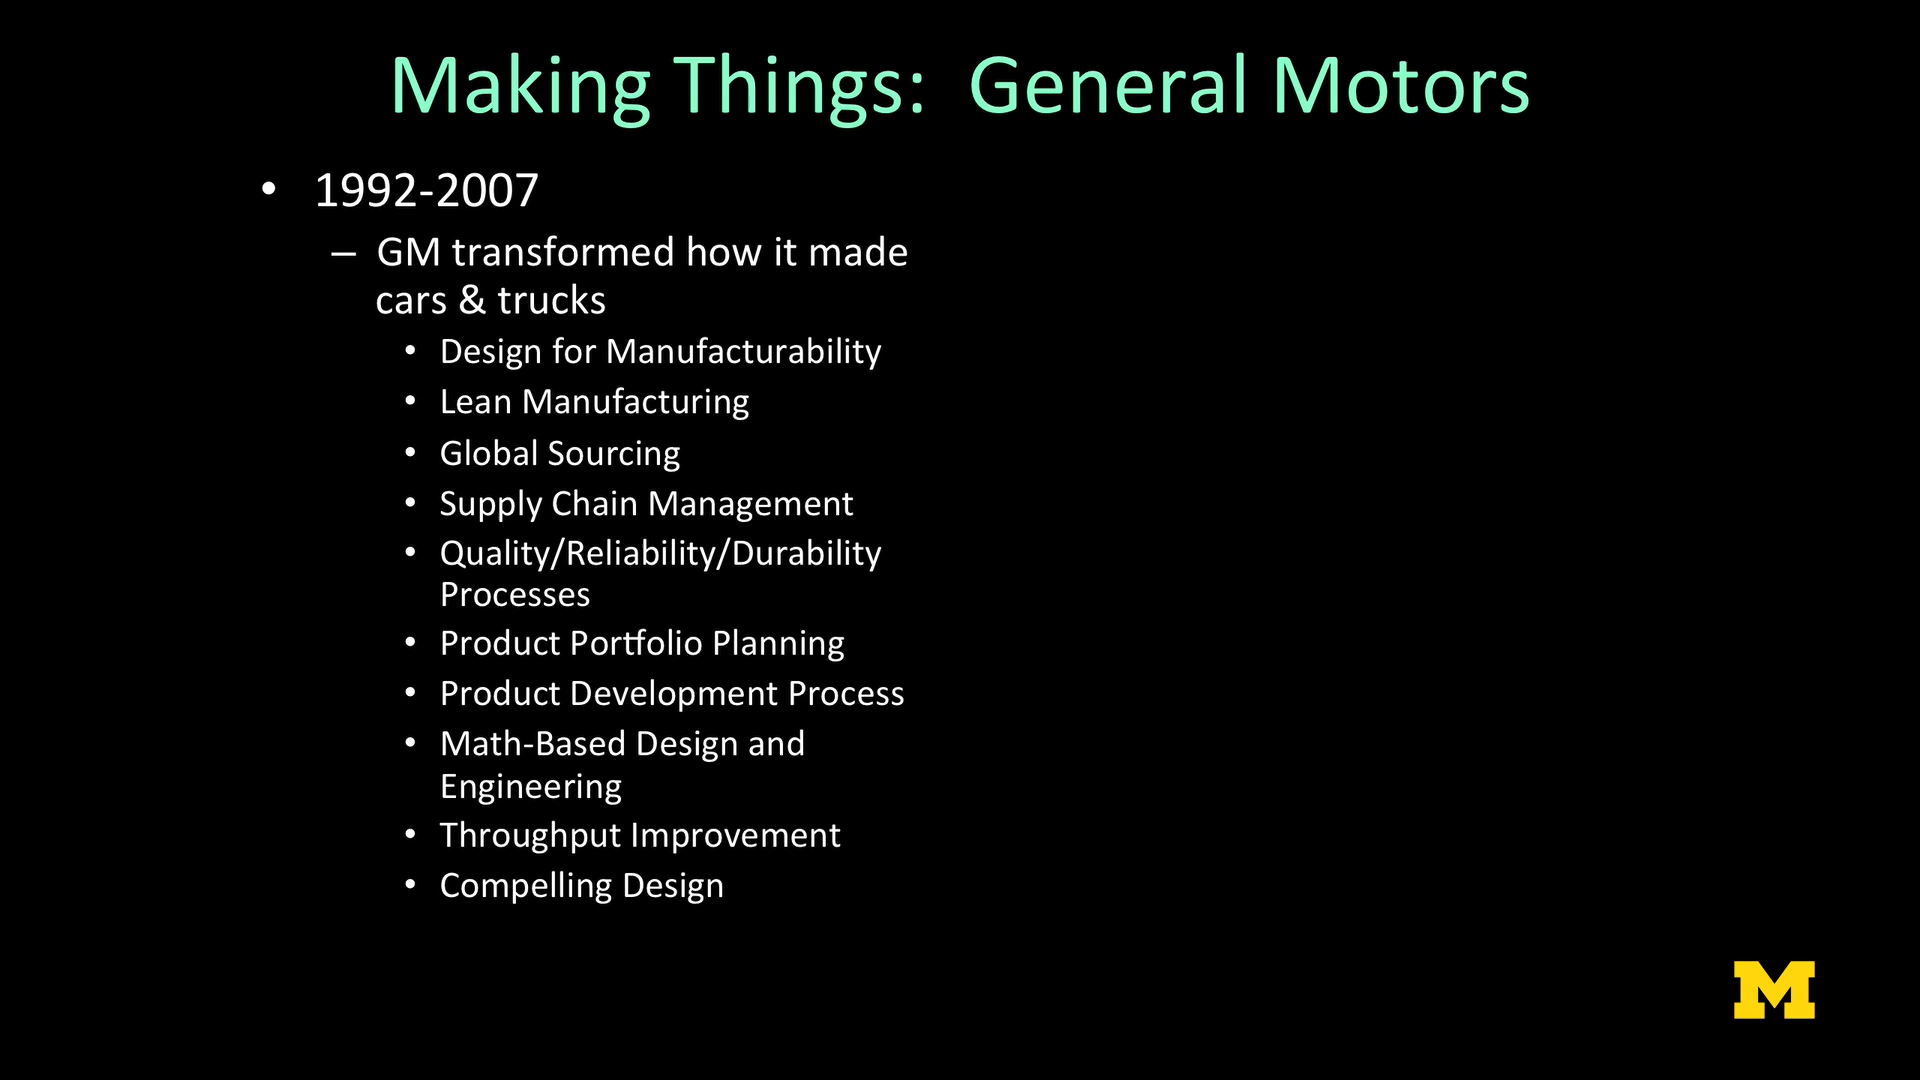 Making Things:  General Motors
• 1992-2007
– GM transformed how it made
cars & trucks
• Design for Manufacturability
• Lean Manufacturing
• Global Sourcing
• Supply Chain Management
• Quality/Reliability/Durability
Processes
• Product Portfolio Planning
• Product Development Process
• Math-Based Design and
Engineering
• Throughput Improvement
• Compelling Design
M